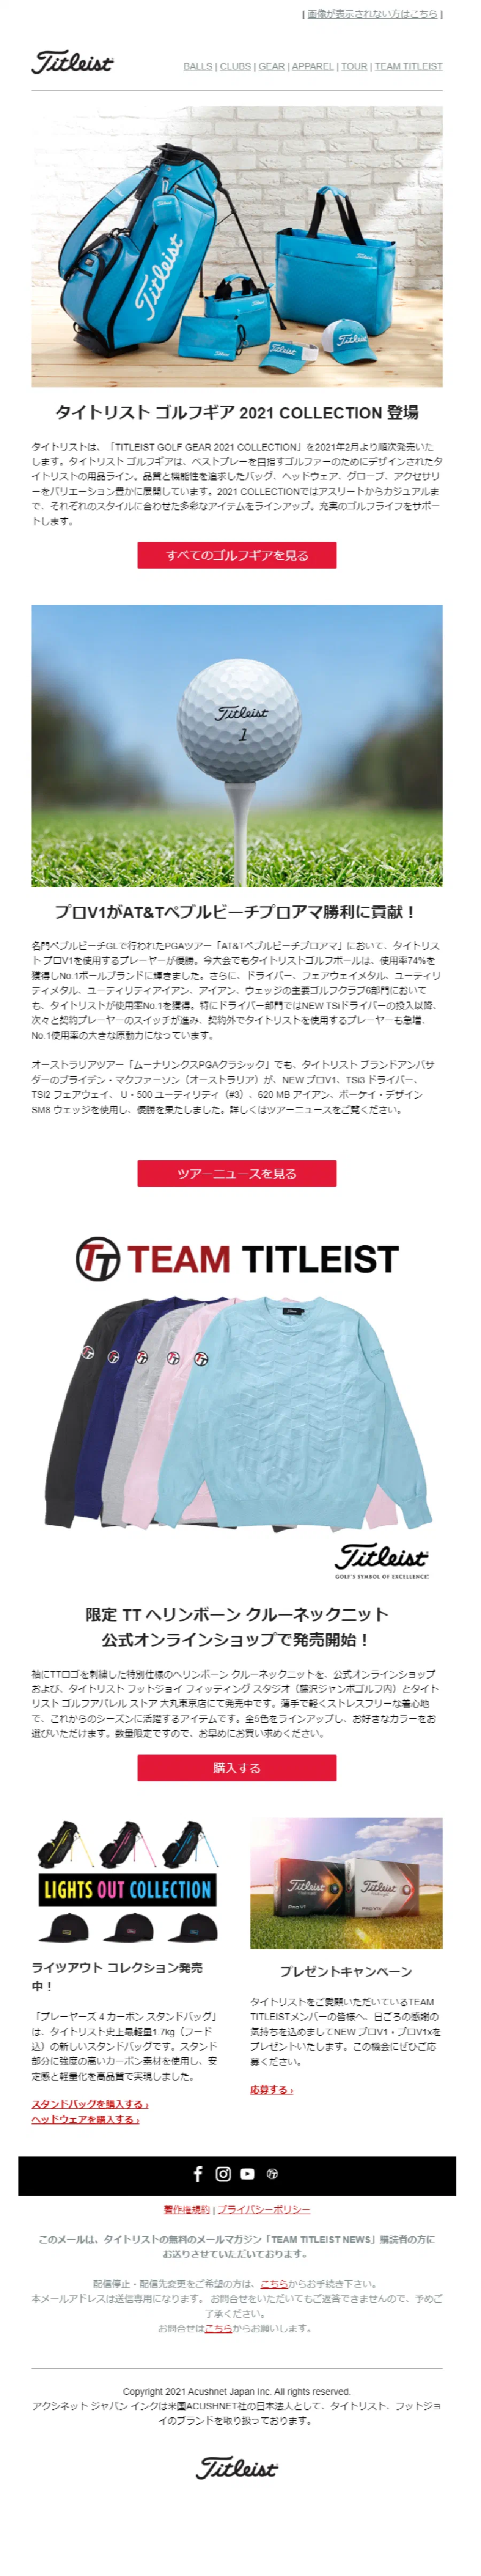 [ 画像が表示されない方はこちら ]
Titleist
BALLS | CLUBS | GEAR | APPAREL | TOUR | TEAM TITLEIST
Titleist
Titleist
Titleist
タイトリスト ゴルフギア 2021 COLLECTION 登場
タイトリストは、「TITLEIST GOLF GEAR 2021 COLLECTION」を2021年2月より順次発売いた
します。タイトリスト ゴルフギアは、ベストプレーを目指すゴルファーのためにデザインされたタ
イトリストの用品ライン。品質と機能性を追求したバッグ、ヘッドウェア、グローブ、アクセサリ
ーをバリエーション豊かに展開しています。2021 COLLECTIONではアスリートからカジュアルま
で、それぞれのスタイルに合わせた多彩なアイテムをラインアップ。充実のゴルフライフをサポー
トします。
すべてのゴルフギアを見る
Titleist
1
プロV1がAT&Tペブルビーチプロアマ勝利に貢献！
名門ペブルビーチGLで行われたPGAツアー「AT&Tペブルビーチプロアマ」において、タイトリス
ト プロV1を使用するプレーヤーが優勝。今大会でもタイトリストゴルフボールは、使用率74%を
獲得しNo.1ボールブランドに輝きました。さらに、ドライバー、フェアウェイメタル、ユーティリ
ティメタル、ユーティリティアイアン、アイアン、ウェッジの主要ゴルフクラブ6部門において
も、タイトリストが使用率No.1を獲得。特にドライバー部門ではNEW TSIドライバーの投入以降、
次々と契約プレーヤーのスイッチが進み、契約外でタイトリストを使用するプレーヤーも急増、
No.1使用率の大きな原動力になっています。
オーストラリアツアー「ムーナリンクスPGAクラシック」でも、タイトリスト ブランドアンバサ
ダーのブライデン・マクファーソン（オーストラリア）が、NEW プロV1、TSI3 ドライバー、
TSI2 フェアウェイ、 U・500 ユーティリティ（#3）、620 MB アイアン、ボーケイ・デザイン
SM8 ウェッジを使用し、優勝を果たしました。詳しくはツアーニュースをご覧ください。
ツアーニュースを見る
TT TEAM TITLEIST
Titleist
GOLF'S SYMBOL OF EXCELLENCE
限定 TT ヘリンボーン クルーネックニット
公式オンラインショップで発売開始！
袖にTTロゴを刺繍した特別仕様のヘリンボーン クルーネックニットを、公式オンラインショップ
および、タイトリスト フットジョイ フィッティング スタジオ（藤沢ジャンボゴルフ内）とタイト
リスト ゴルフアパレル ストア 大丸東京店にて発売中です。薄手で軽くストレスフリーな着心地
で、これからのシーズンに活躍するアイテムです。全5色をラインアップし、お好きなカラーをお
選びいただけます。数量限定ですので、お早めにお買い求めください。
購入する
LIGHTS OUT COLLECTION
ライツアウト コレクション発売
中！
「プレーヤーズ 4 カーボン スタンドバッグ」
は、タイトリスト史上最軽量1.7kg（フード
込）の新しいスタンドバッグです。スタンド
部分に強度の高いカーボン素材を使用し、安
定感と軽量化を高品質で実現しました。
スタンドバッグを購入する ›
ヘッドウェアを購入する ›
Titleist
Titleist
プレゼントキャンペーン
タイトリストをご愛顧いただいているTEAM
TITLEISTメンバーの皆様へ、日ごろの感謝の
気持ちを込めましてNEW プロV1・プロV1xを
プレゼントいたします。この機会にぜひご応
募ください。
応募する ›
著作権規約 | プライバシーポリシー
このメールは、タイトリストの無料のメールマガジン「TEAM TITLEIST NEWS」購読者の方に
お送りさせていただいております。
配信停止・配信先変更をご希望の方は、こちらからお手続き下さい。
本メールアドレスは送信専用になります。 お問合せをいただいてもご返答できませんので、予めご
了承ください。
お問合せはこちらからお願いします。
Copyright 2021 Acushnet Japan Inc. All rights reserved.
アクシネット ジャパン インクは米国ACUSHNET社の日本法人として、タイトリスト、フットジョ
イのブランドを取り扱っております。
Titleist